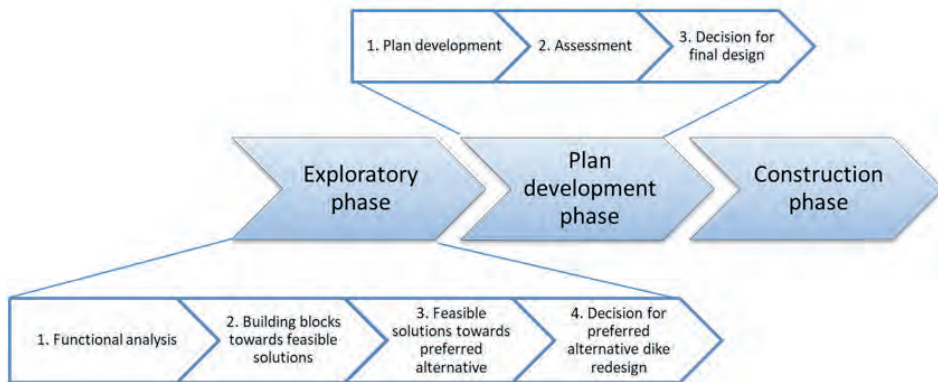 1. Plan development
2. Assessment
3. Decision for
final design
Exploratory
phase
Plan
development
phase
Construction
phase
1. Functional analysis
2. Building blocks
towards feasible
solutions
3. Feasible
solutions towards
preferred
alternative
4. Decision for
preferred
alternative dike
redesign